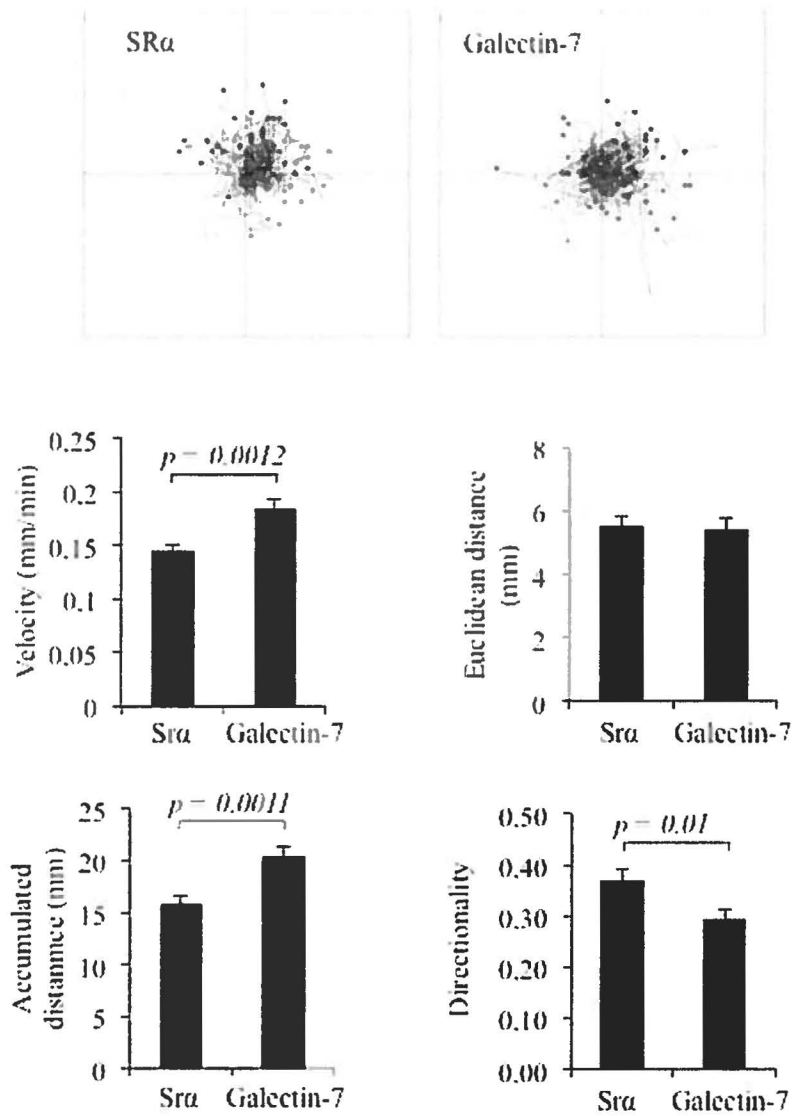 SRα
Galectin-7
0.25
0.2
0.15
0.1
0.05
0
Velocity (mm/min)
p = 0.0012
Srα Galectin-7
8
6
4
2
0
Euclidean distance
(mm)
Srα Galectin-7
25
20
15
10
5
0
Accumulated
distanmce (mm)
p = 0.0011
Srα Galectin-7
0.50
0.40
0.30
0.20
0.10
0.00
Directionality
p = 0.01
Srα Galectin-7